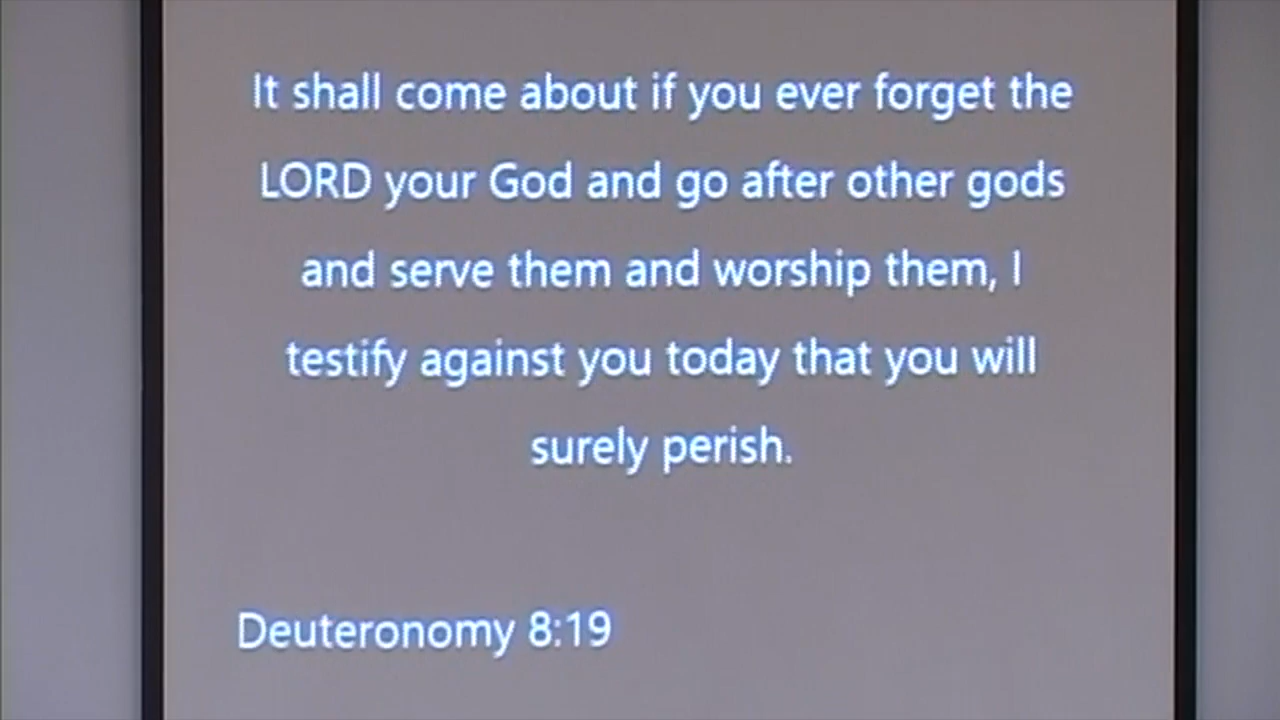 It shall come about if you ever forget the
LORD your God and go after other gods
and serve them and worship them, I
testify against you today that you will
surely perish.
Deuteronomy 8:19